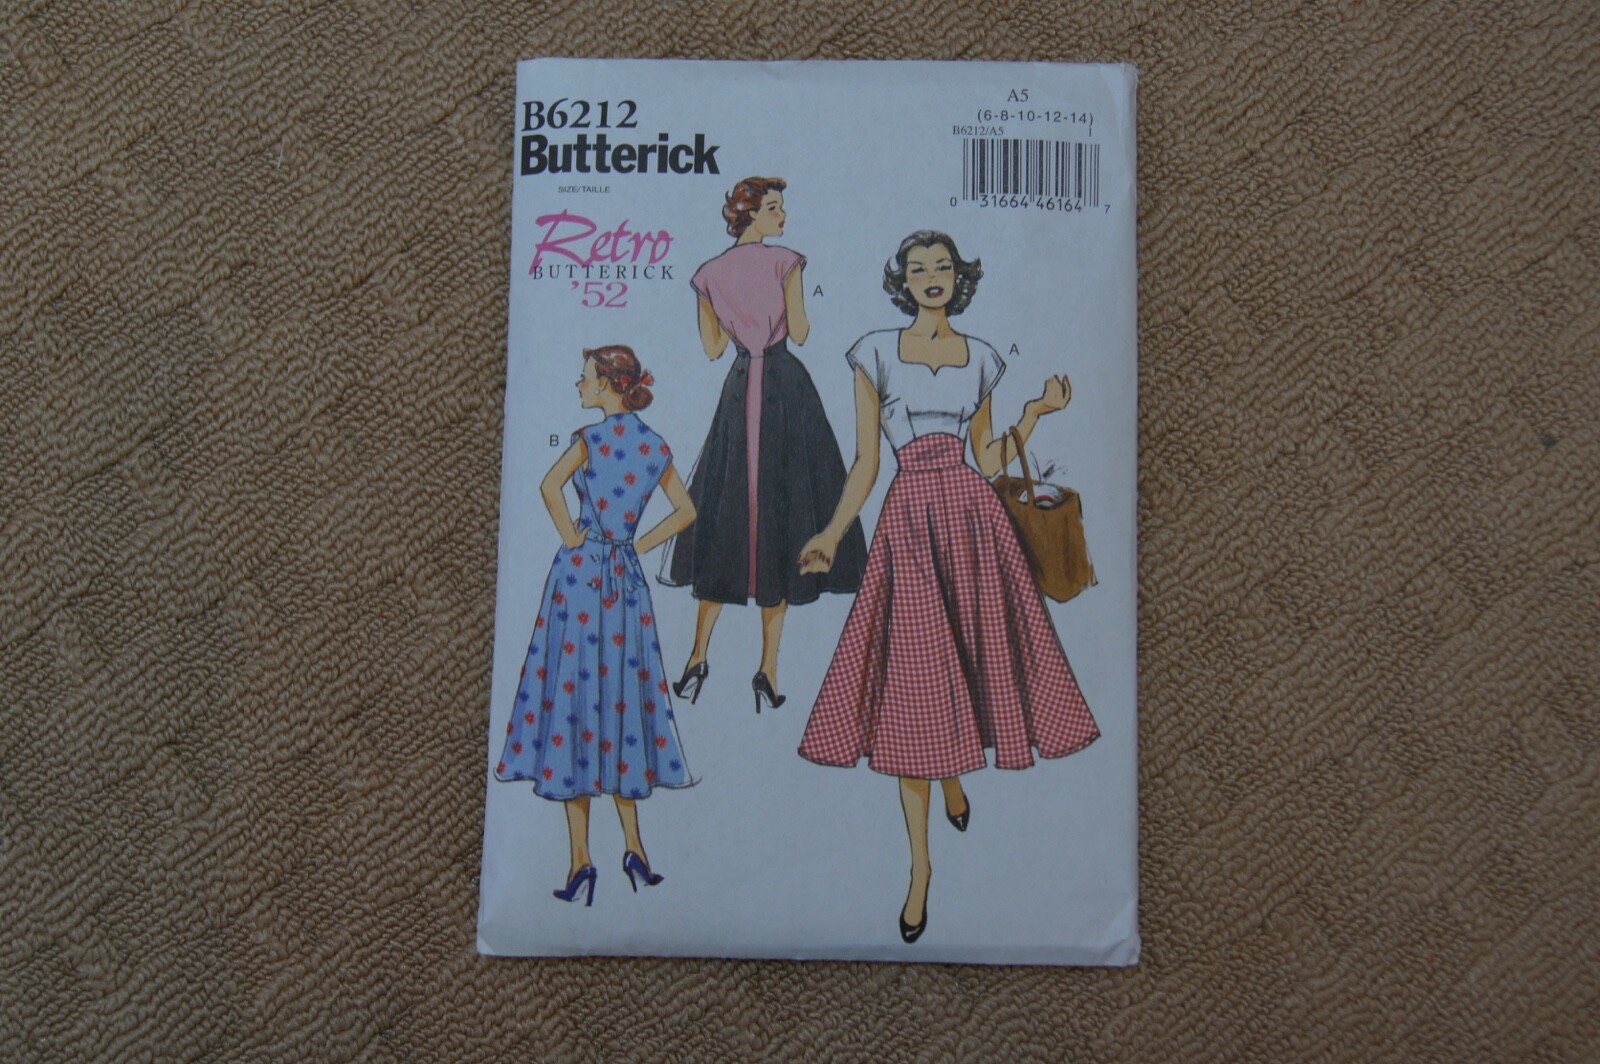 B6212
Butterick
SIZE/TAILLE
Retro
BUTTERICK
'52
A5
(6-8-10-12-14)
B6212/A5
0 31664 46164 7
A
A
B